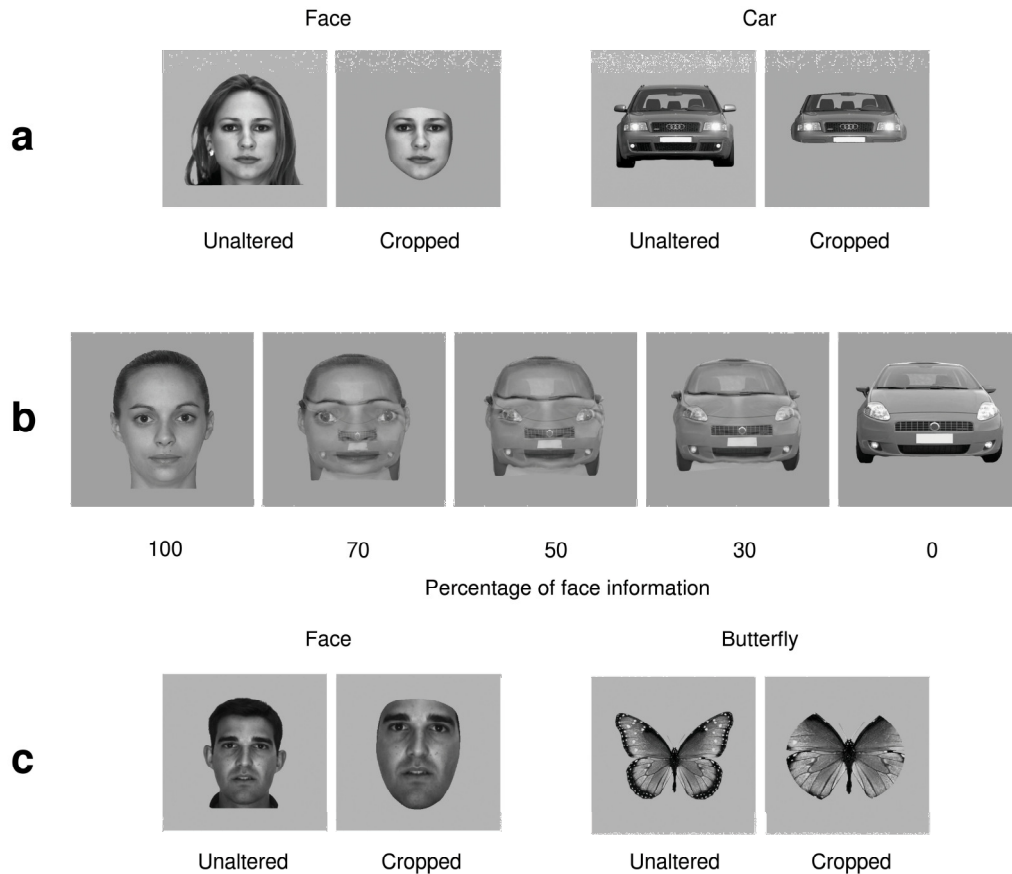 Face Car
a
Unaltered Cropped Unaltered Cropped
b
100 70 50 30 0
Percentage of face information
Face Butterfly
c
Unaltered Cropped Unaltered Cropped